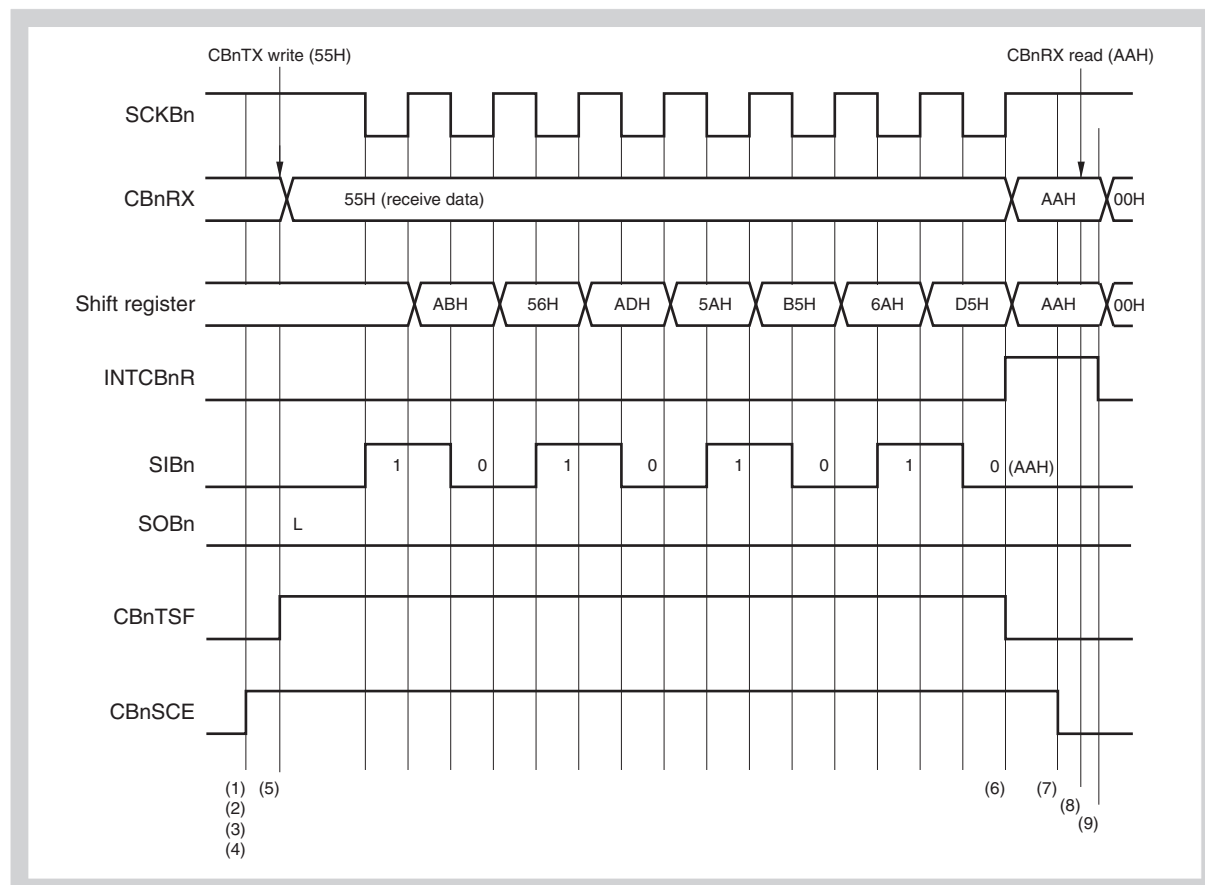 CBnTX write (55H) CBnRX read (AAH)
SCKBn
CBnRX 55H (receive data) AAH 00H
Shift register ABH 56H ADH 5AH B5H 6AH D5H AAH 00H
INTCBnR
SIBn 1 0 1 0 1 0 1 0 (AAH)
SOBn L
CBnTSF
CBnSCE
(1) (5) (6) (7)
(2) (8)
(3) (9)
(4)